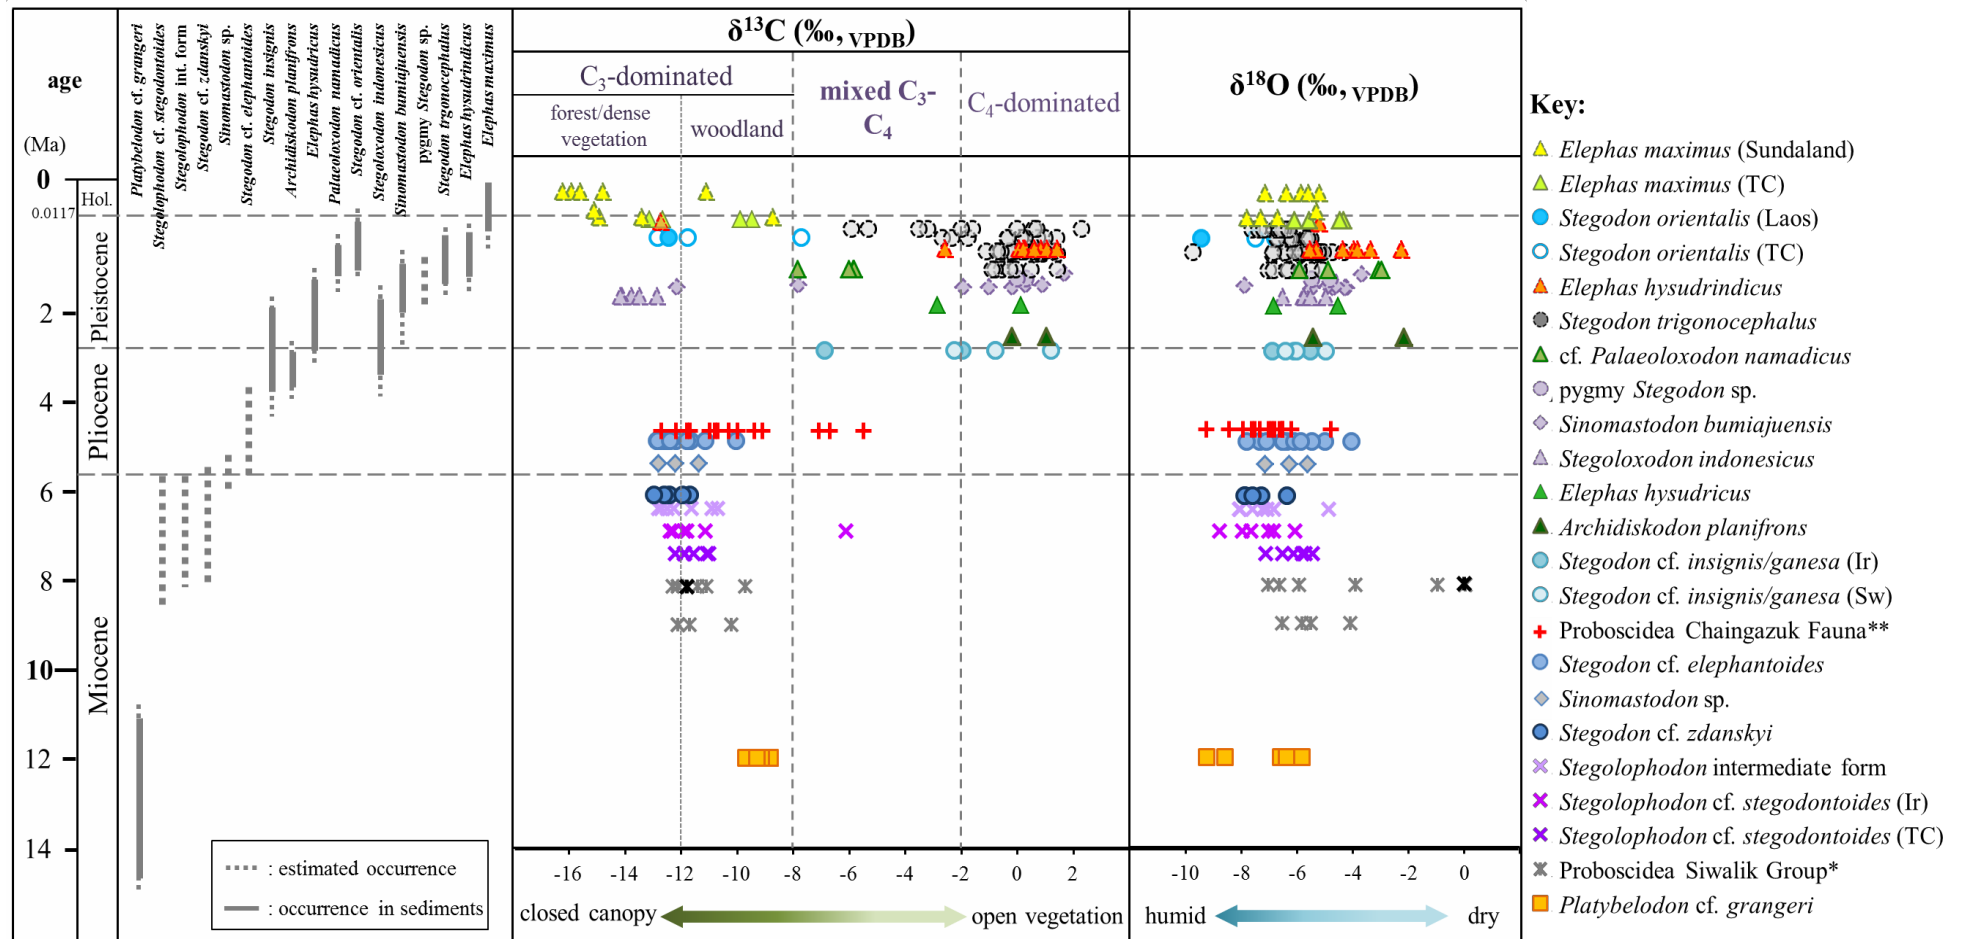 age
(Ma)
Platybelodon cf. grangeri
Stegolophodon cf. stegodontoides
Stegolophodon int. form
Stegodon cf. zdanskyi
Sinomastodon sp.
Stegodon cf. elephantoides
Stegodon insignis
Archidiskodon planifrons
Elephas hysudricus
Palaeoloxodon namadicus
Stegodon cf. orientalis
Stegoloxodon indonesicus
Sinomastodon bumiajuensis
pygmy Stegodon sp.
Stegodon trgonocephalus
Elephas hysudrindicus
Elephas maximus
δ13C (‰, VPDB)
C3-dominated
forest/dense
vegetation
woodland
mixed C3-
C4
C4-dominated
δ18O (‰, VPDB)
0
0.0117
2
4
6
8
10
12
14
Hol.
Pleistocene
Pliocene
Miocene
: estimated occurrence
: occurrence in sediments
-16 -14 -12 -10 -8 -6 -4 -2 0 2
closed canopy
open vegetation
-10 -8 -6 -4 -2 0
humid
dry
Key:
Elephas maximus (Sundaland)
Elephas maximus (TC)
Stegodon orientalis (Laos)
Stegodon orientalis (TC)
Elephas hysudrindicus
Stegodon trigonocephalus
cf. Palaeoloxodon namadicus
pygmy Stegodon sp.
Sinomastodon bumiajuensis
Stegoloxodon indonesicus
Elephas hysudricus
Archidiskodon planifrons
Stegodon cf. insignis/ganesa (Ir)
Stegodon cf. insignis/ganesa (Sw)
Proboscidea Chaingazuk Fauna**
Stegodon cf. elephantoides
Sinomastodon sp.
Stegodon cf. zdanskyi
Stegolophodon intermediate form
Stegolophodon cf. stegodontoides (Ir)
Stegolophodon cf. stegodontoides (TC)
Proboscidea Siwalik Group*
Platybelodon cf. grangeri